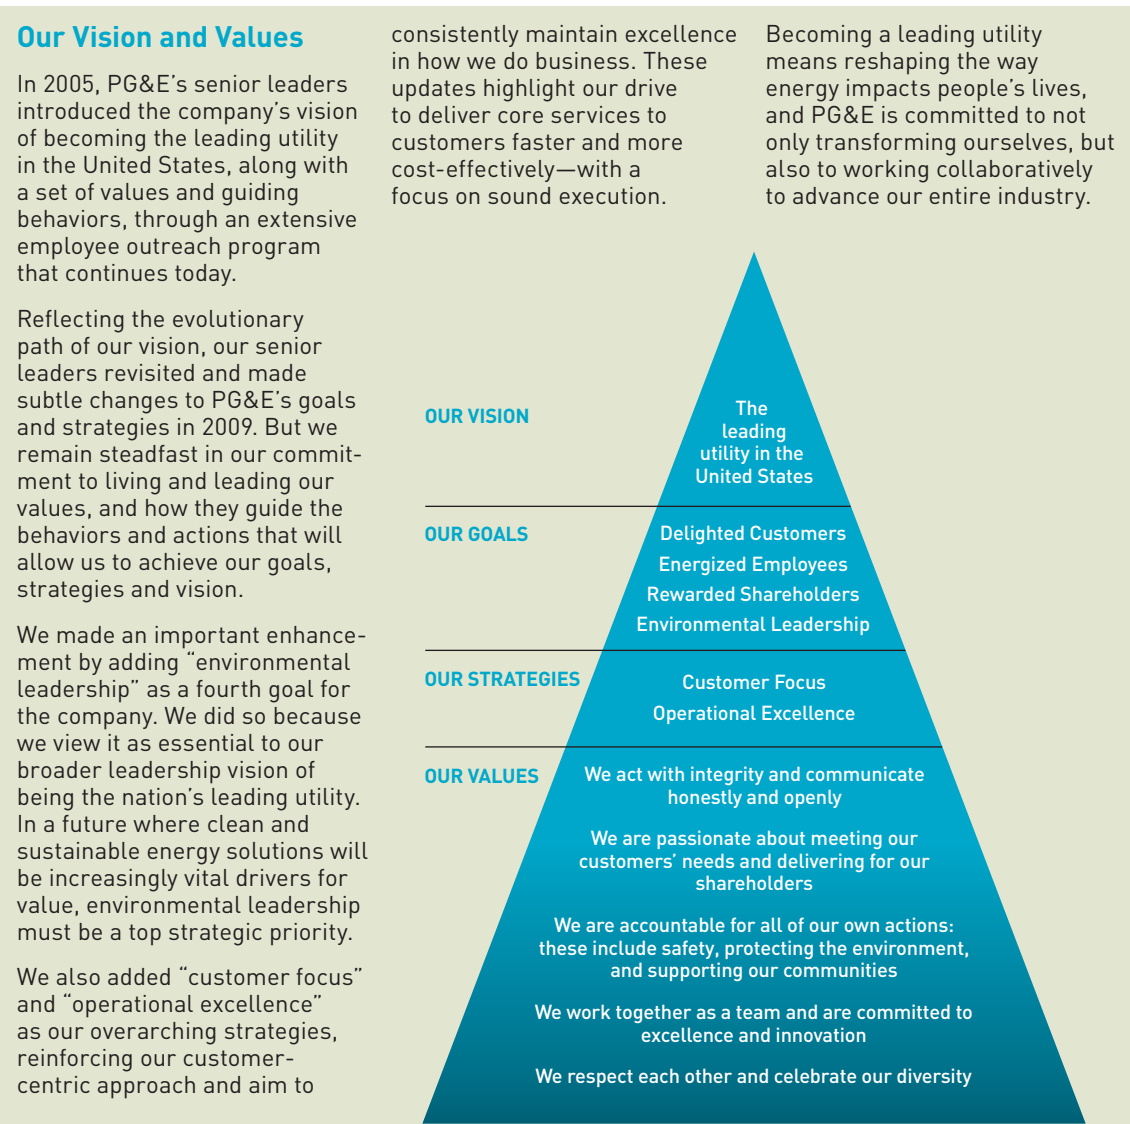 Our Vision and Values
In 2005, PG&E's senior leaders
introduced the company's vision
of becoming the leading utility
in the United States, along with
a set of values and guiding
behaviors, through an extensive
employee outreach program
that continues today.
Reflecting the evolutionary
path of our vision, our senior
leaders revisited and made
subtle changes to PG&E's goals
and strategies in 2009. But we
remain steadfast in our commit-
ment to living and leading our
values, and how they guide the
behaviors and actions that will
allow us to achieve our goals,
strategies and vision.
We made an important enhance-
ment by adding “environmental
leadership” as a fourth goal for
the company. We did so because
we view it as essential to our
broader leadership vision of
being the nation's leading utility.
In a future where clean and
sustainable energy solutions will
be increasingly vital drivers for
value, environmental leadership
must be a top strategic priority.
We also added “customer focus”
and “operational excellence”
as our overarching strategies,
reinforcing our customer-
centric approach and aim to
consistently maintain excellence
in how we do business. These
updates highlight our drive
to deliver core services to
customers faster and more
cost-effectively—with a
focus on sound execution.
Becoming a leading utility
means reshaping the way
energy impacts people's lives,
and PG&E is committed to not
only transforming ourselves, but
also to working collaboratively
to advance our entire industry.
OUR VISION
The
leading
utility in the
United States
OUR GOALS
Delighted Customers
Energized Employees
Rewarded Shareholders
Environmental Leadership
OUR STRATEGIES
Customer Focus
Operational Excellence
OUR VALUES
We act with integrity and communicate
honestly and openly
We are passionate about meeting our
customers' needs and delivering for our
shareholders
We are accountable for all of our own actions:
these include safety, protecting the environment,
and supporting our communities
We work together as a team and are committed to
excellence and innovation
We respect each other and celebrate our diversity